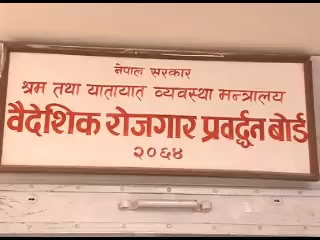 नेपाल सरकार
श्रम तथा यातायात व्यवस्था मन्त्रालय
वैदेशिक रोजगार प्रवर्द्धन बोर्ड
२०६४